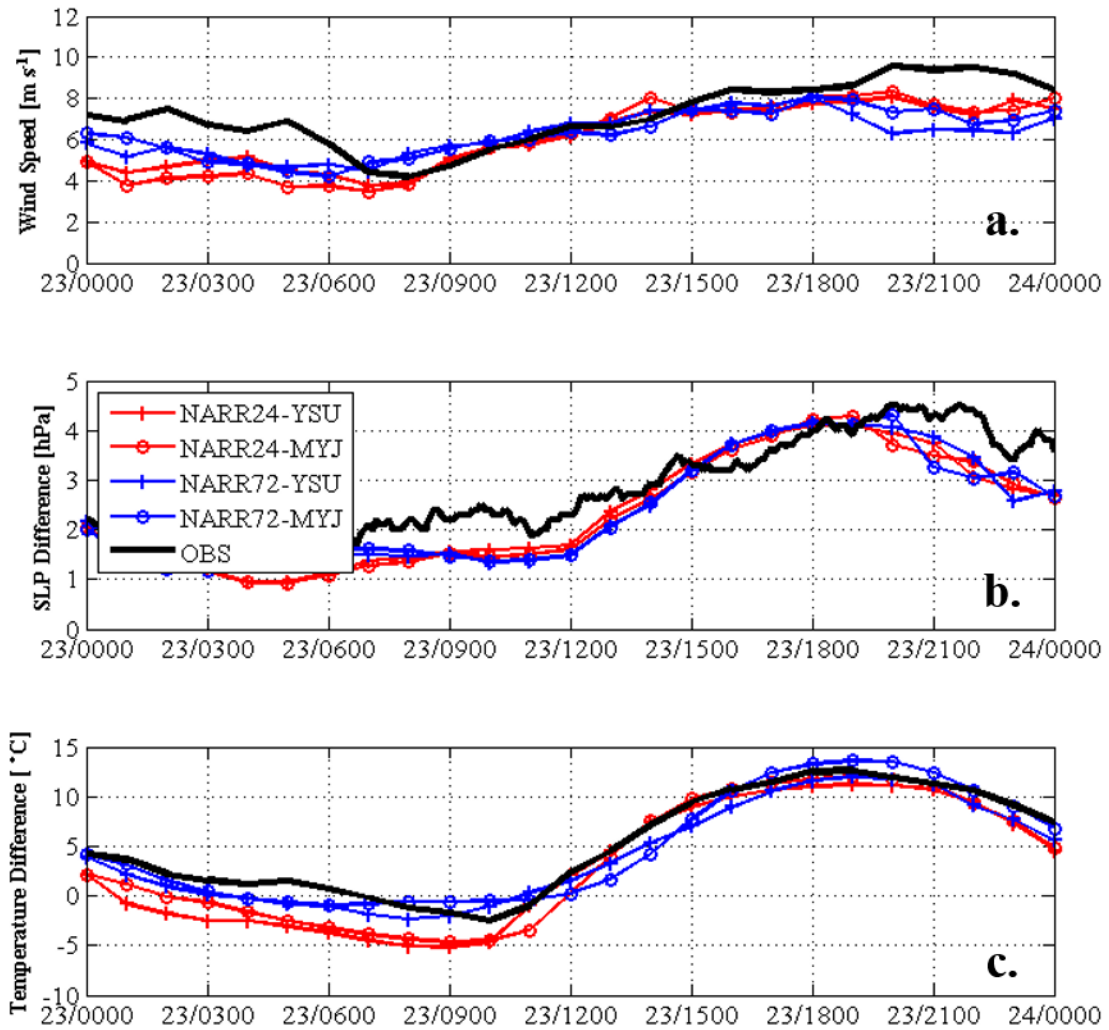 12
10
8
6
4
2
0
Wind Speed [m s⁻¹]
a.
23/0000 23/0300 23/0600 23/0900 23/1200 23/1500 23/1800 23/2100 24/0000
5
4
3
2
1
0
SLP Difference [hPa]
NARR24-YSU
NARR24-MYJ
NARR72-YSU
NARR72-MYJ
OBS
b.
23/0000 23/0300 23/0600 23/0900 23/1200 23/1500 23/1800 23/2100 24/0000
15
10
5
0
-5
-10
Temperature Difference [°C]
c.
23/0000 23/0300 23/0600 23/0900 23/1200 23/1500 23/1800 23/2100 24/0000